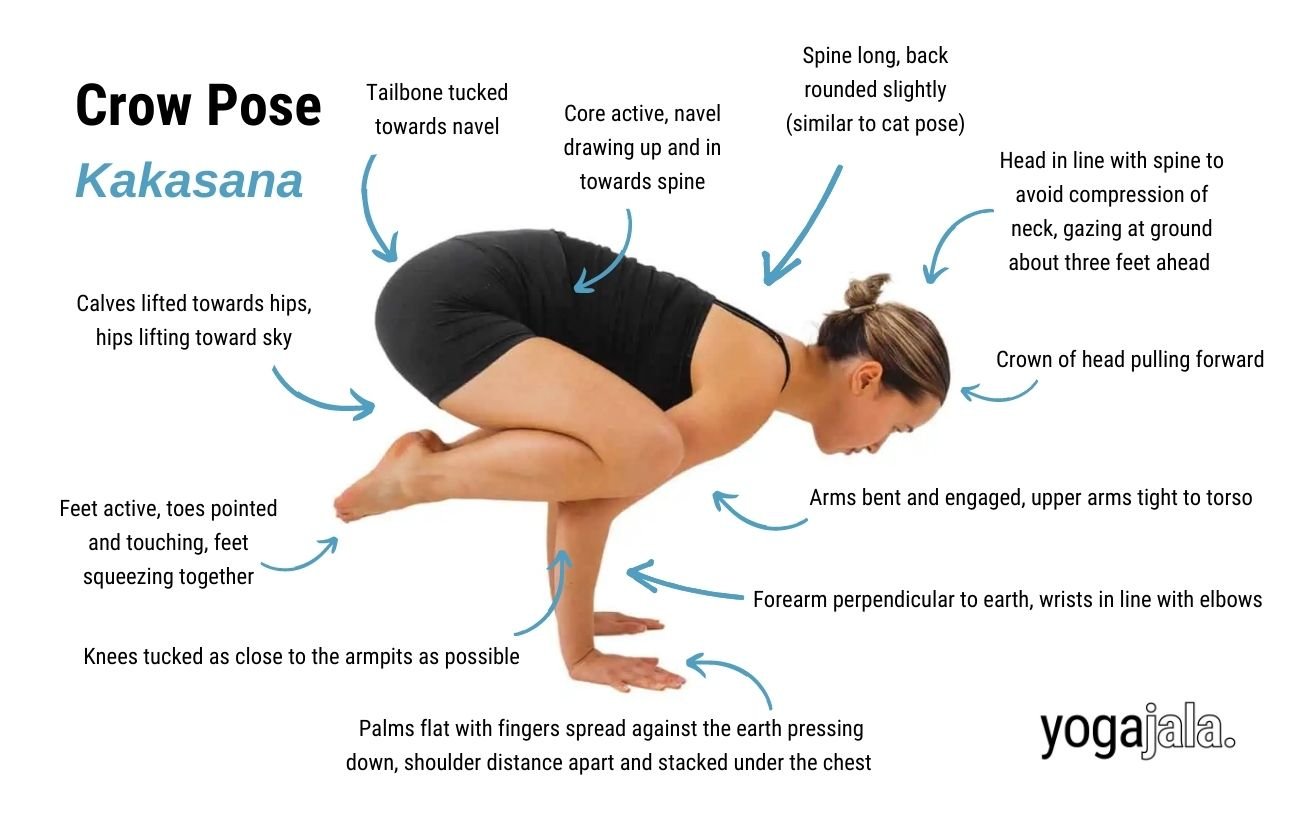 Crow Pose
Kakasana
Tailbone tucked
towards navel
Core active, navel
drawing up and in
towards spine
Spine long, back
rounded slightly
(similar to cat pose)
Head in line with spine to
avoid compression of
neck, gazing at ground
about three feet ahead
Calves lifted towards hips,
hips lifting toward sky
Crown of head pulling forward
Feet active, toes pointed
and touching, feet
squeezing together
Arms bent and engaged, upper arms tight to torso
Forearm perpendicular to earth, wrists in line with elbows
Knees tucked as close to the armpits as possible
Palms flat with fingers spread against the earth pressing
down, shoulder distance apart and stacked under the chest
yogajala.